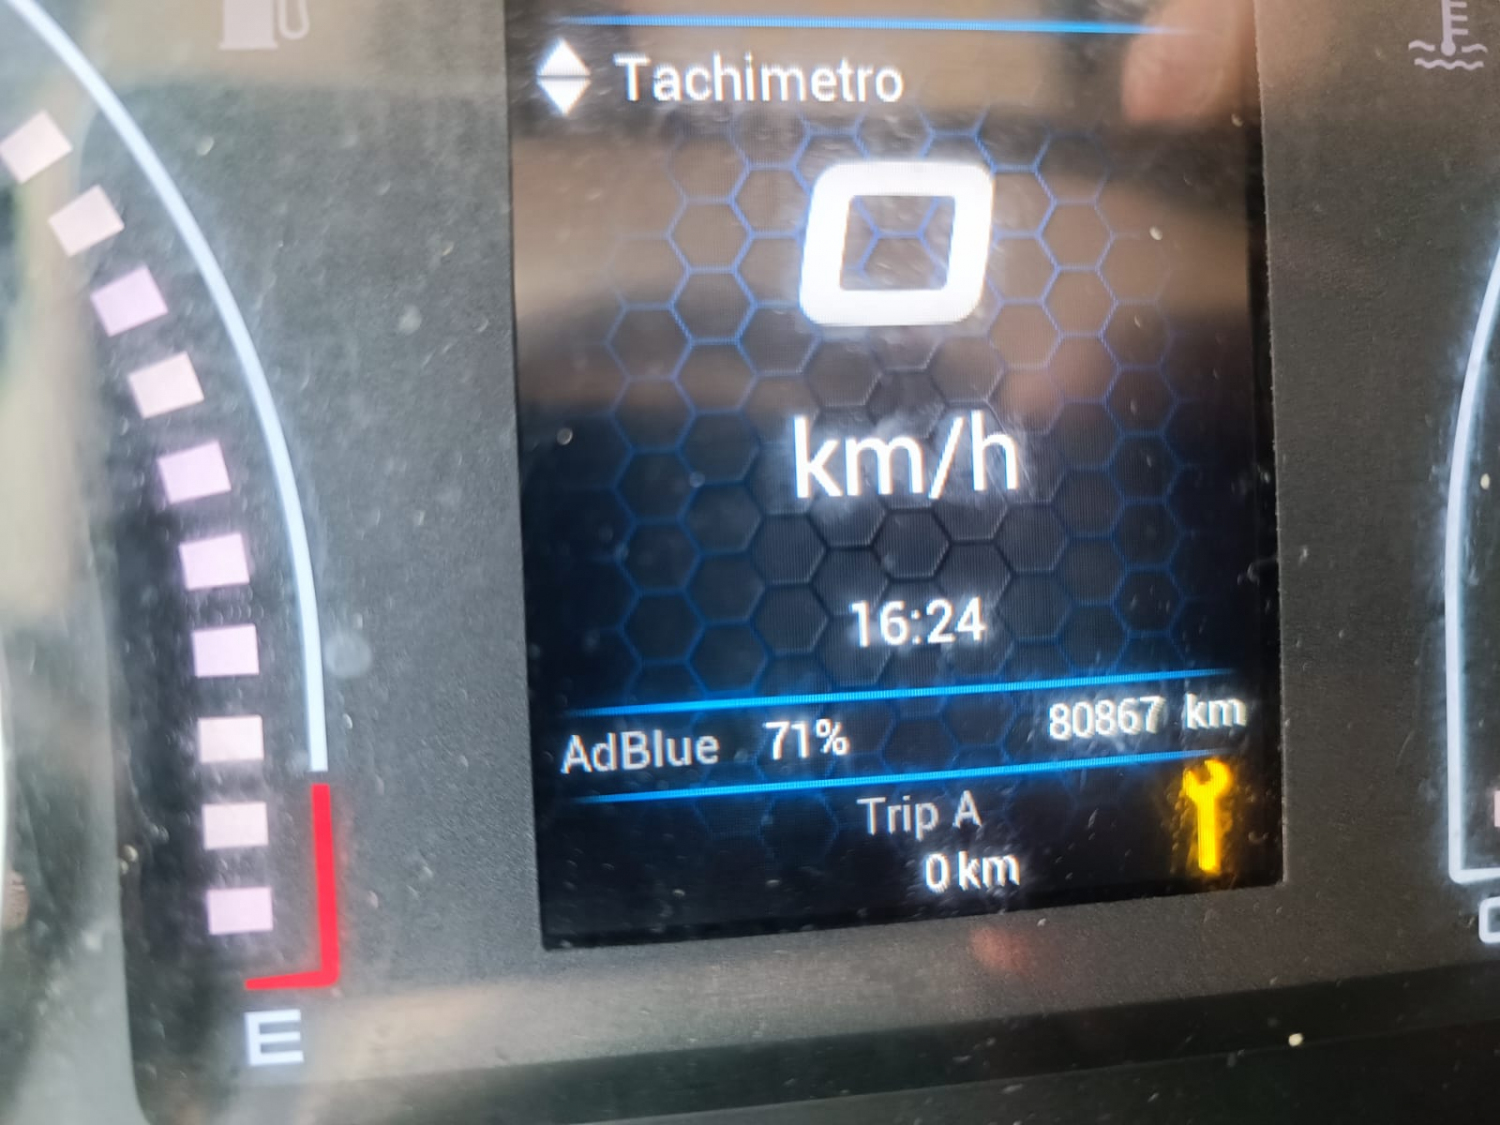 Tachimetro
0
km/h
16:24
AdBlue 71% 80867 km
Trip A
0 km
E